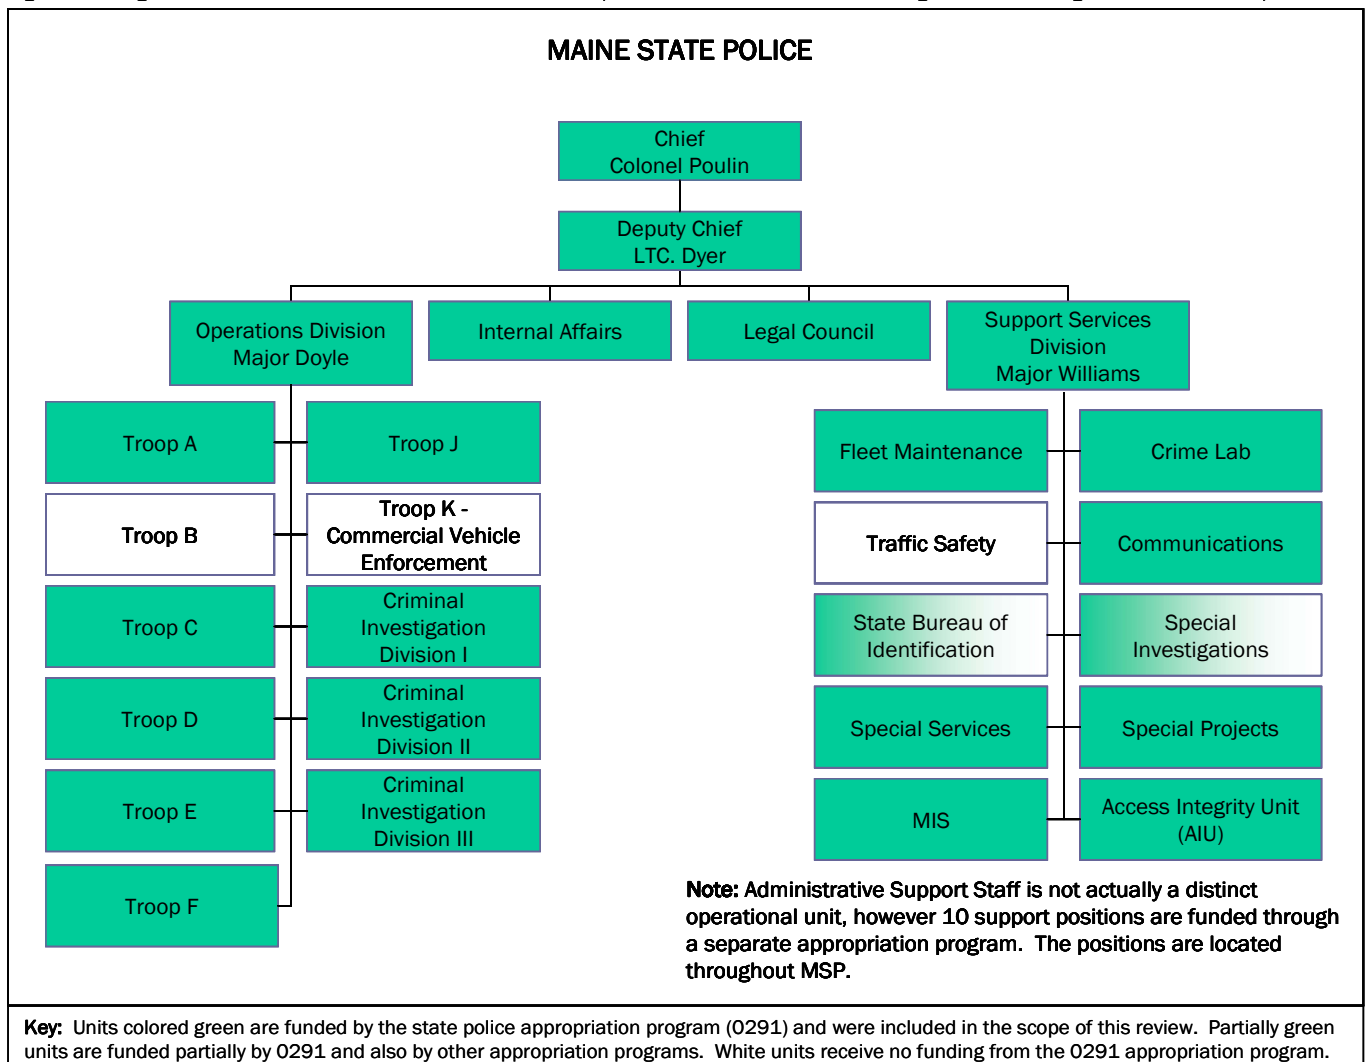 MAINE STATE POLICE
Chief
Colonel Poulin
Deputy Chief
LTC. Dyer
Operations Division
Major Doyle
Internal Affairs
Legal Council
Support Services
Division
Major Williams
Troop A
Troop J
Troop B
Troop K -
Commercial Vehicle
Enforcement
Troop C
Criminal
Investigation
Division I
Troop D
Criminal
Investigation
Division II
Troop E
Criminal
Investigation
Division III
Troop F
Fleet Maintenance
Crime Lab
Traffic Safety
Communications
State Bureau of
Identification
Special
Investigations
Special Services
Special Projects
MIS
Access Integrity Unit
(AIU)
Note: Administrative Support Staff is not actually a distinct
operational unit, however 10 support positions are funded through
a separate appropriation program. The positions are located
throughout MSP.
Key: Units colored green are funded by the state police appropriation program (0291) and were included in the scope of this review. Partially green
units are funded partially by 0291 and also by other appropriation programs. White units receive no funding from the 0291 appropriation program.